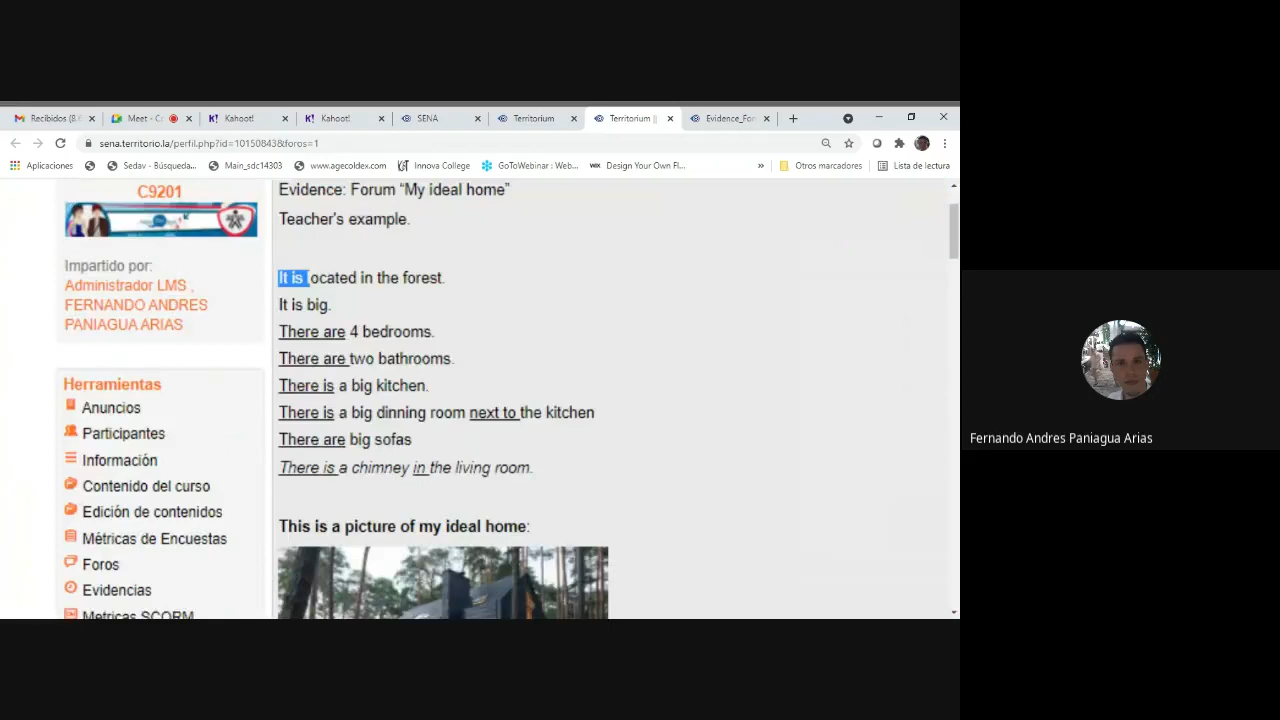 Recibidos (8.
Meet - C
Kahoot!
Kahoot!
SENA
Territorium
Territorium ||
Evidence_For
sena.territorio.la/perfil.php?id=101508438&foros=1
Aplicaciones
Sedav - Búsqueda...
Main_sdc14303
www.agecoldex.com
Innova College
GoToWebinar : Web...
WIX Design Your Own Fl...
»
Otros marcadores
Lista de lectura
C9201
Impartido por:
Administrador LMS ,
FERNANDO ANDRES
PANIAGUA ARIAS
Herramientas
Anuncios
Participantes
Información
Contenido del curso
Edición de contenidos
Métricas de Encuestas
Foros
Evidencias
Metricas SCORM
Evidence: Forum “My ideal home”
Teacher's example.
It is located in the forest.
It is big.
There are 4 bedrooms.
There are two bathrooms.
There is a big kitchen.
There is a big dinning room next to the kitchen
There are big sofas
There is a chimney in the living room.
This is a picture of my ideal home:
Fernando Andres Paniagua Arias